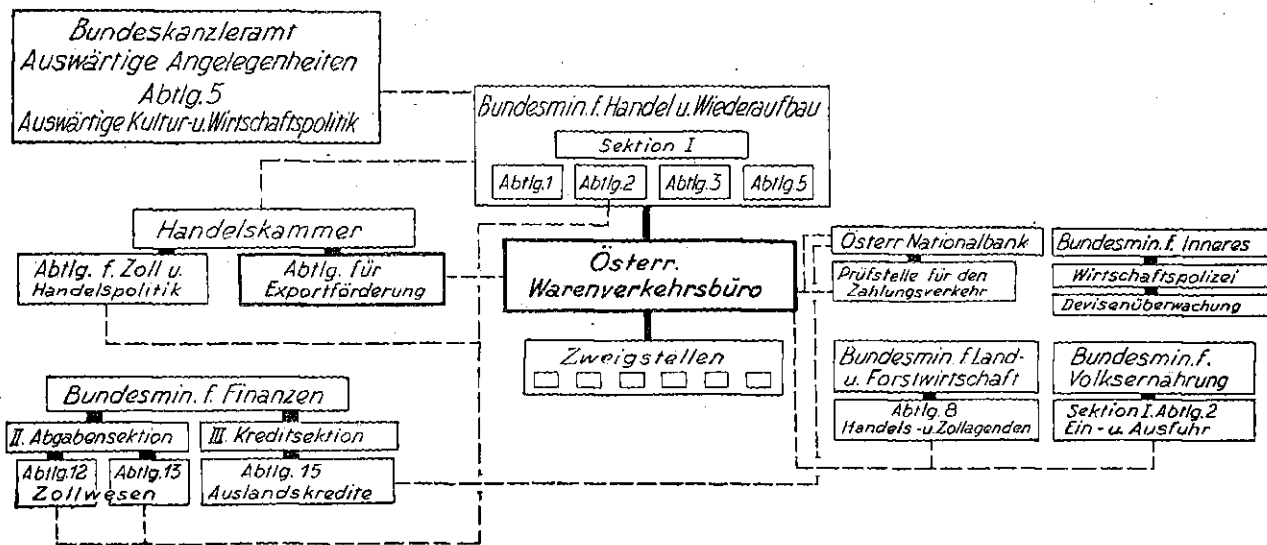 Bundeskanzleramt
Auswärtige Angelegenheiten
Abtlg. 5
Auswärtige Kultur- u. Wirtschaftspolitik
Bundesmin. f. Handel u. Wiederaufbau
Sektion I
Abtlg. 1
Abtlg. 2
Abtlg. 3
Abtlg. 5
Handelskammer
Abtlg. f. Zoll u.
Handelspolitik
Abtlg. für
Exportförderung
Österr.
Warenverkehrsbüro
Zweigstellen
Österr Nationalbank
Prüfstelle für den
Zahlungsverkehr
Bundesmin. f. Inneres
Wirtschaftspolizei
Devisenüberwachung
Bundesmin. f Land-
u. Forstwirtschaft
Abtlg. 8
Handels- u. Zollagenden
Bundesmin. f.
Volksernährung
Sektion I. Abtlg. 2
Ein- u. Ausfuhr
Bundesmin. f. Finanzen
II. Abgabensektion
Abtlg. 12
Abtlg. 13
Zollwesen
III. Kreditsektion
Abtlg. 15
Auslandskredite